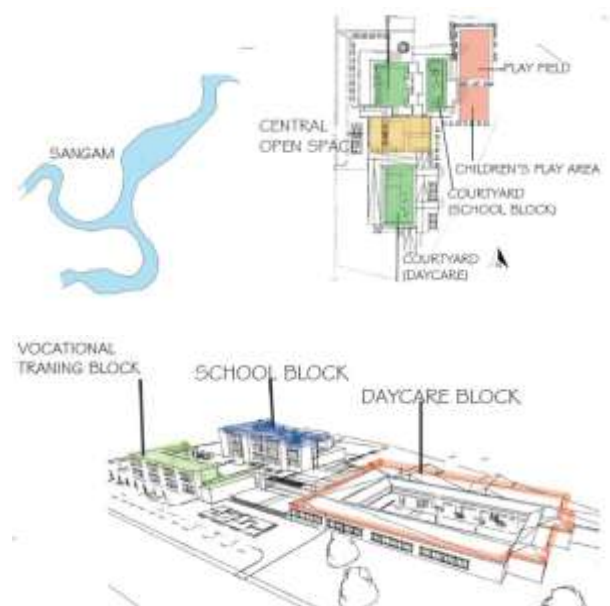 SANGAM
CENTRAL
OPEN SPACE
PLAY FIELD
CHILDREN'S PLAY AREA
COURTYARD
(SCHOOL BLOCK)
COURTYARD
(DAYCARE)
VOCATIONAL
TRANING BLOCK
SCHOOL BLOCK
DAYCARE BLOCK